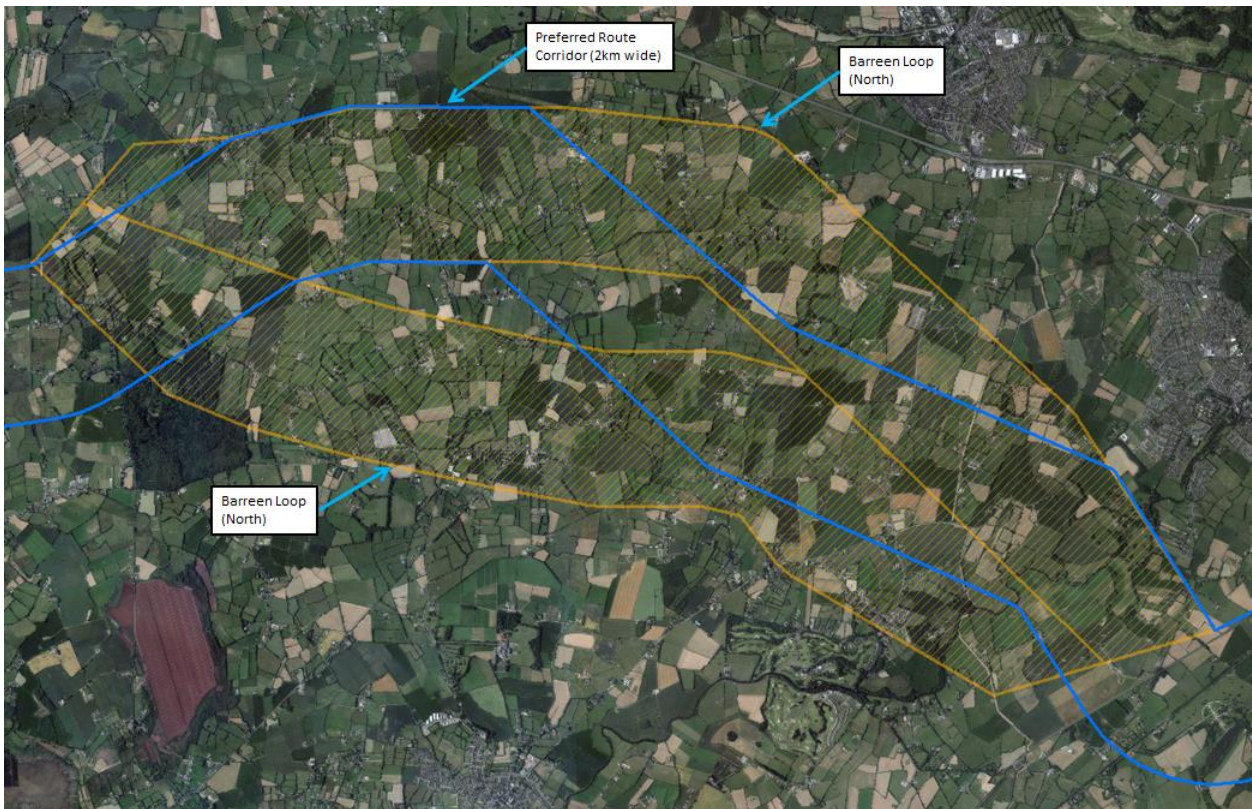 Preferred Route
Corridor (2km wide)
Barreen Loop
(North)
Barreen Loop
(North)